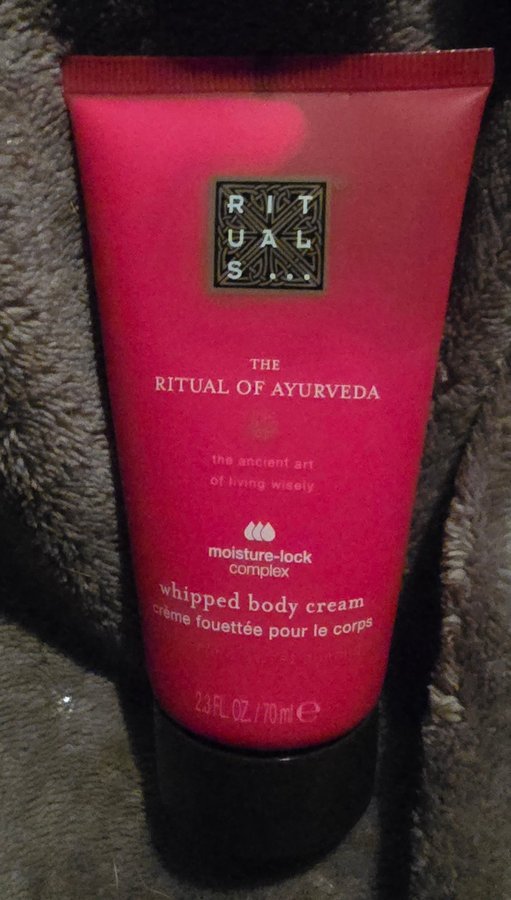 RIT
UAL
S...
THE
RITUAL OF AYURVEDA
the ancient art
of living wisely
moisture-lock
complex
whipped body cream
crème fouettée pour le corps
2.3 FL. OZ. / 70 ml ℮